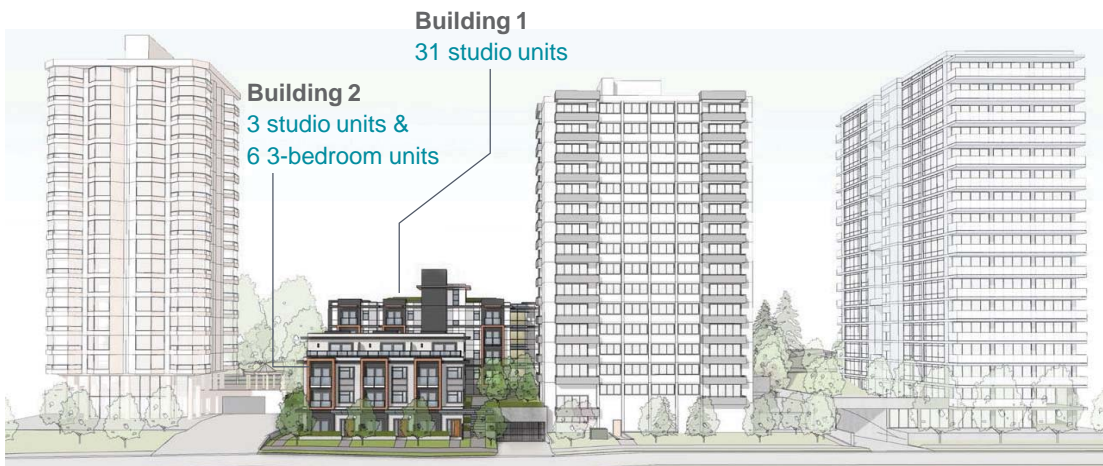 Building 1
31 studio units
Building 2
3 studio units &
6 3-bedroom units